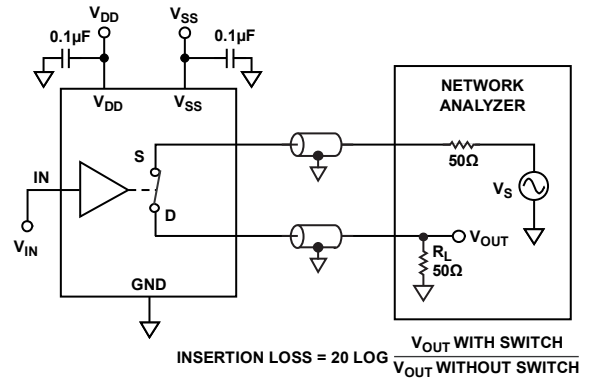 V_DD V_SS
0.1µF 0.1µF
V_DD V_SS
NETWORK
ANALYZER
S
50Ω
IN
V_S
D
V_OUT
V_IN
R_L
50Ω
GND
INSERTION LOSS = 20 LOG V_OUT WITH SWITCH
V_OUT WITHOUT SWITCH